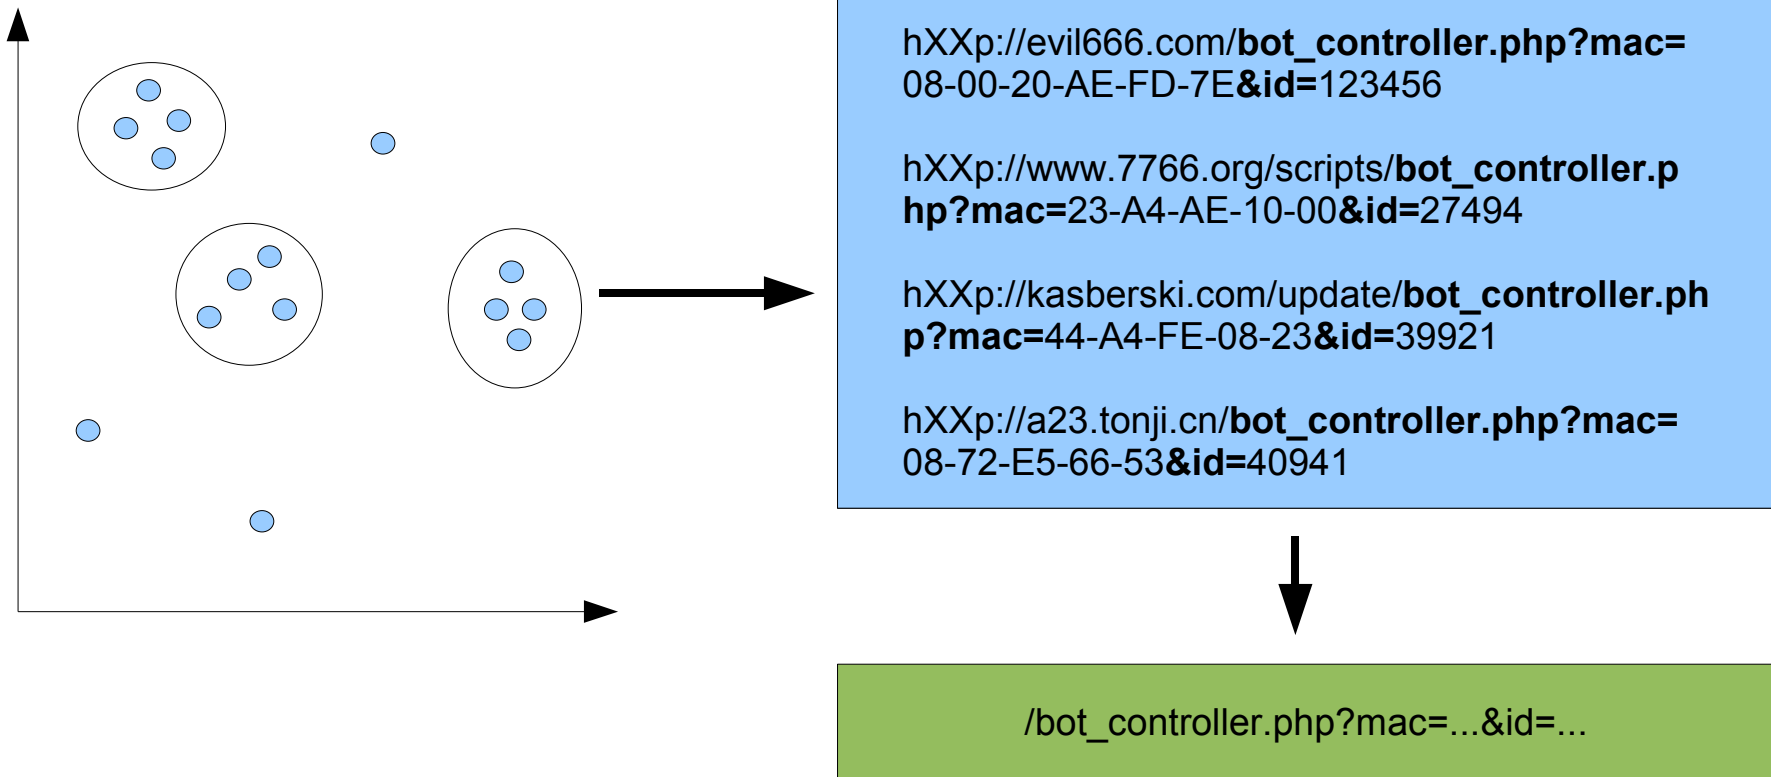 hXXp://evil666.com/bot_controller.php?mac=
08-00-20-AE-FD-7E&id=123456
hXXp://www.7766.org/scripts/bot_controller.p
hp?mac=23-A4-AE-10-00&id=27494
hXXp://kasberski.com/update/bot_controller.ph
p?mac=44-A4-FE-08-23&id=39921
hXXp://a23.tonji.cn/bot_controller.php?mac=
08-72-E5-66-53&id=40941
/bot_controller.php?mac=...&id=...